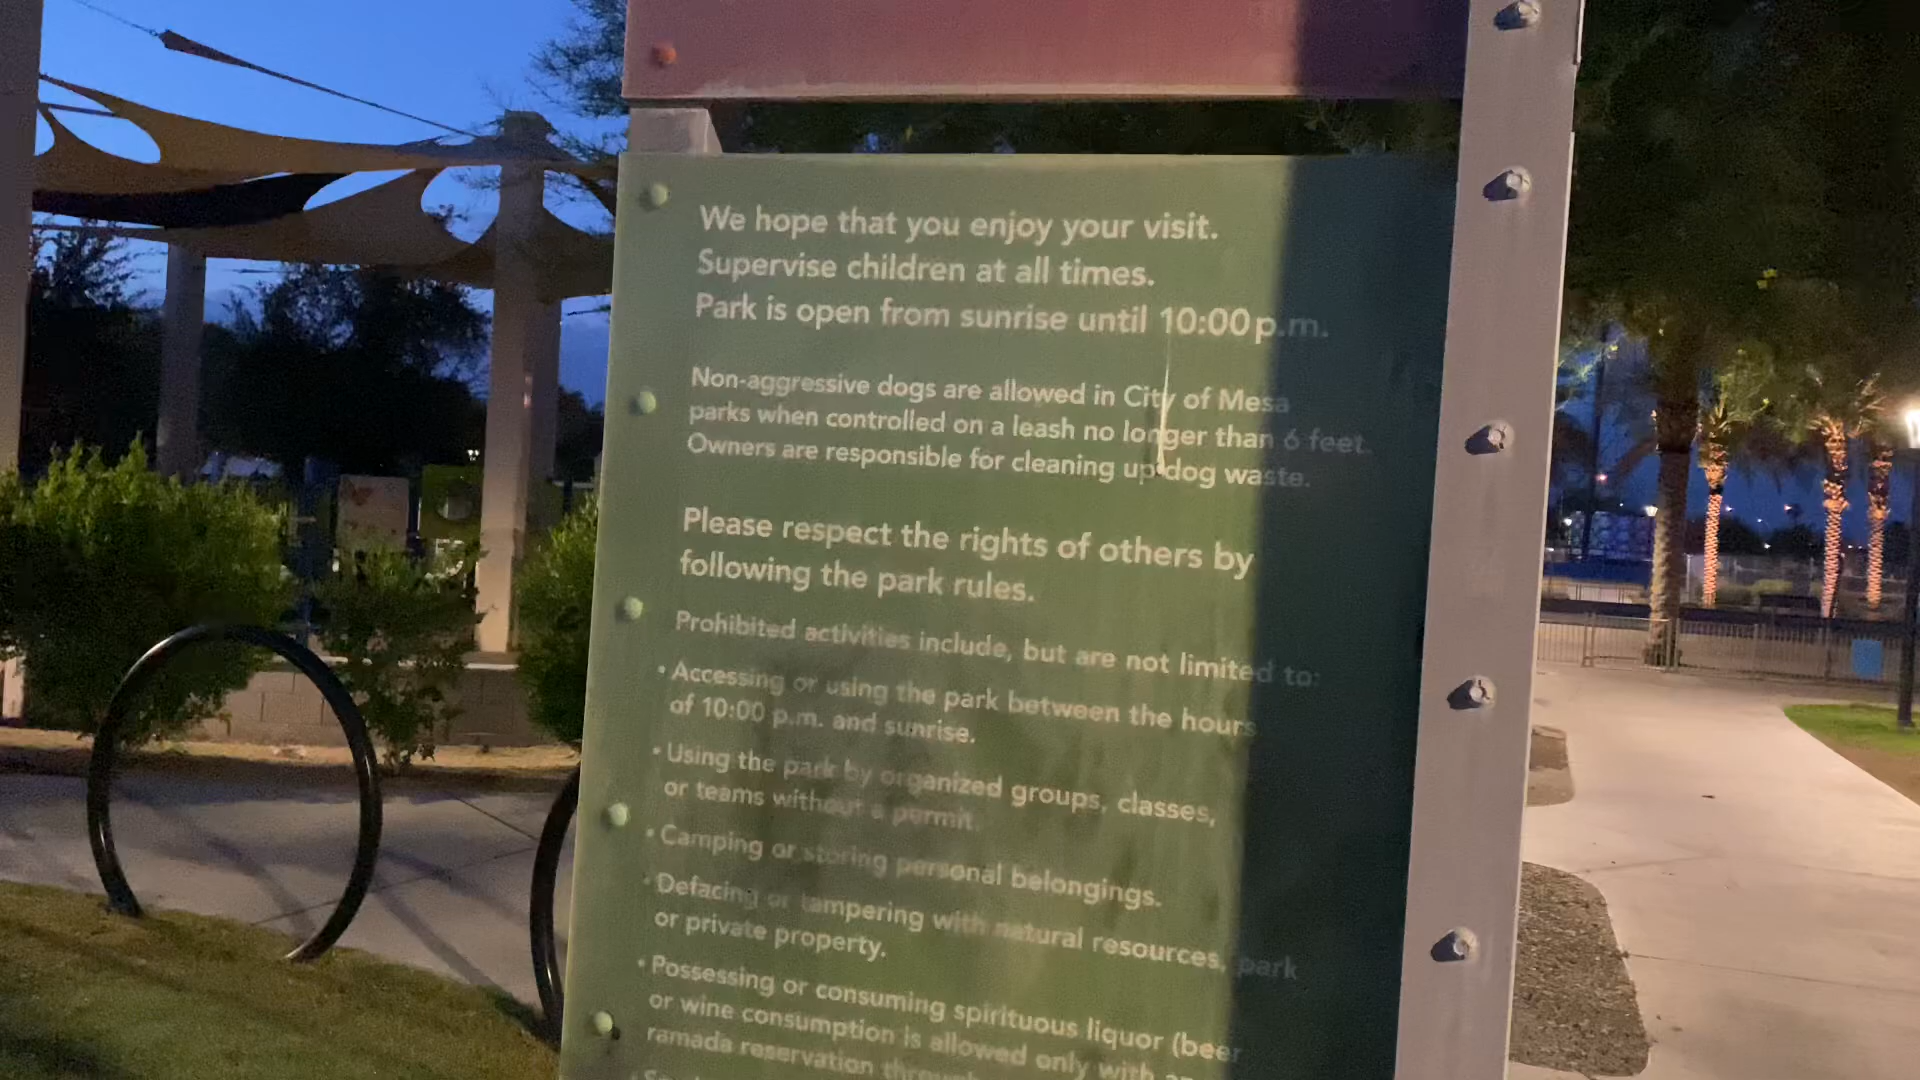 We hope that you enjoy your visit.
Supervise children at all times.
Park is open from sunrise until 10:00 p.m.
Non-aggressive dogs are allowed in City of Mesa
parks when controlled on a leash no longer than 6 feet.
Owners are responsible for cleaning up dog waste.
Please respect the rights of others by
following the park rules.
Prohibited activities include, but are not limited to:
• Accessing or using the park between the hours
of 10:00 p.m. and sunrise.
• Using the park by organized groups, classes,
or teams without a permit.
• Camping or storing personal belongings.
• Defacing or tampering with natural resources, park
or private property.
• Possessing or consuming spirituous liquor (beer
or wine consumption is allowed only with
ramada reservation through